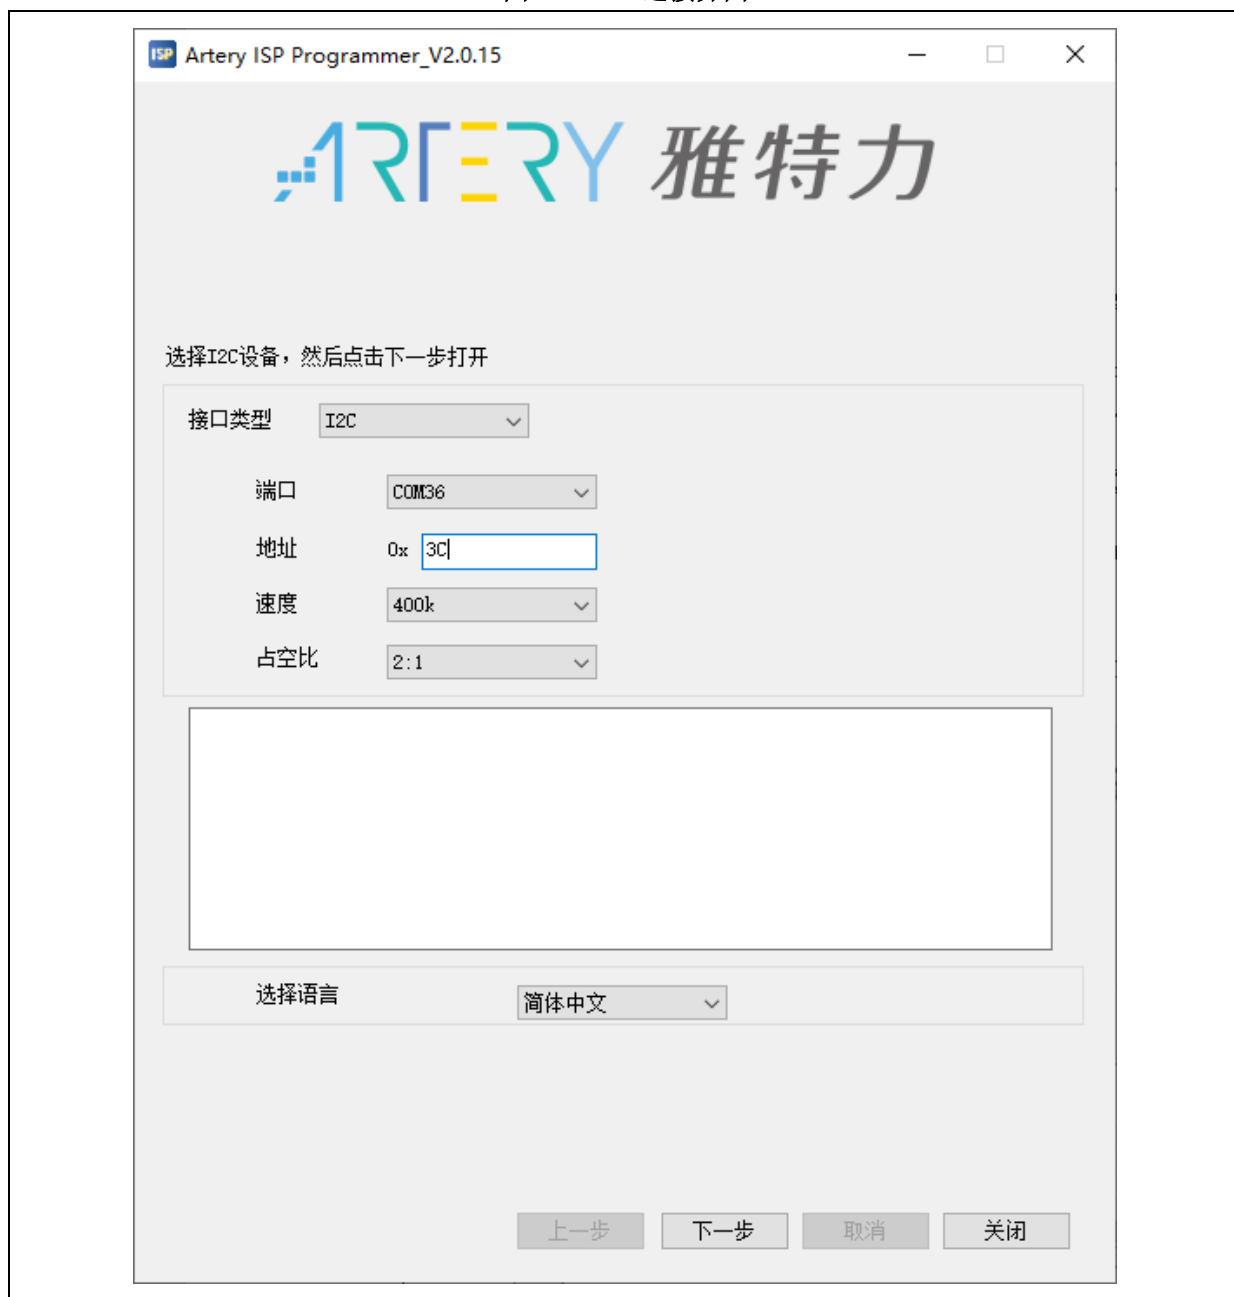 ISP Artery ISP Programmer_V2.0.15
ARTERY 雅特力
选择I2C设备，然后点击下一步打开
接口类型 I2C
端口 COM36
地址 0x 3C
速度 400k
占空比 2:1
选择语言 简体中文
上一步 下一步 取消 关闭